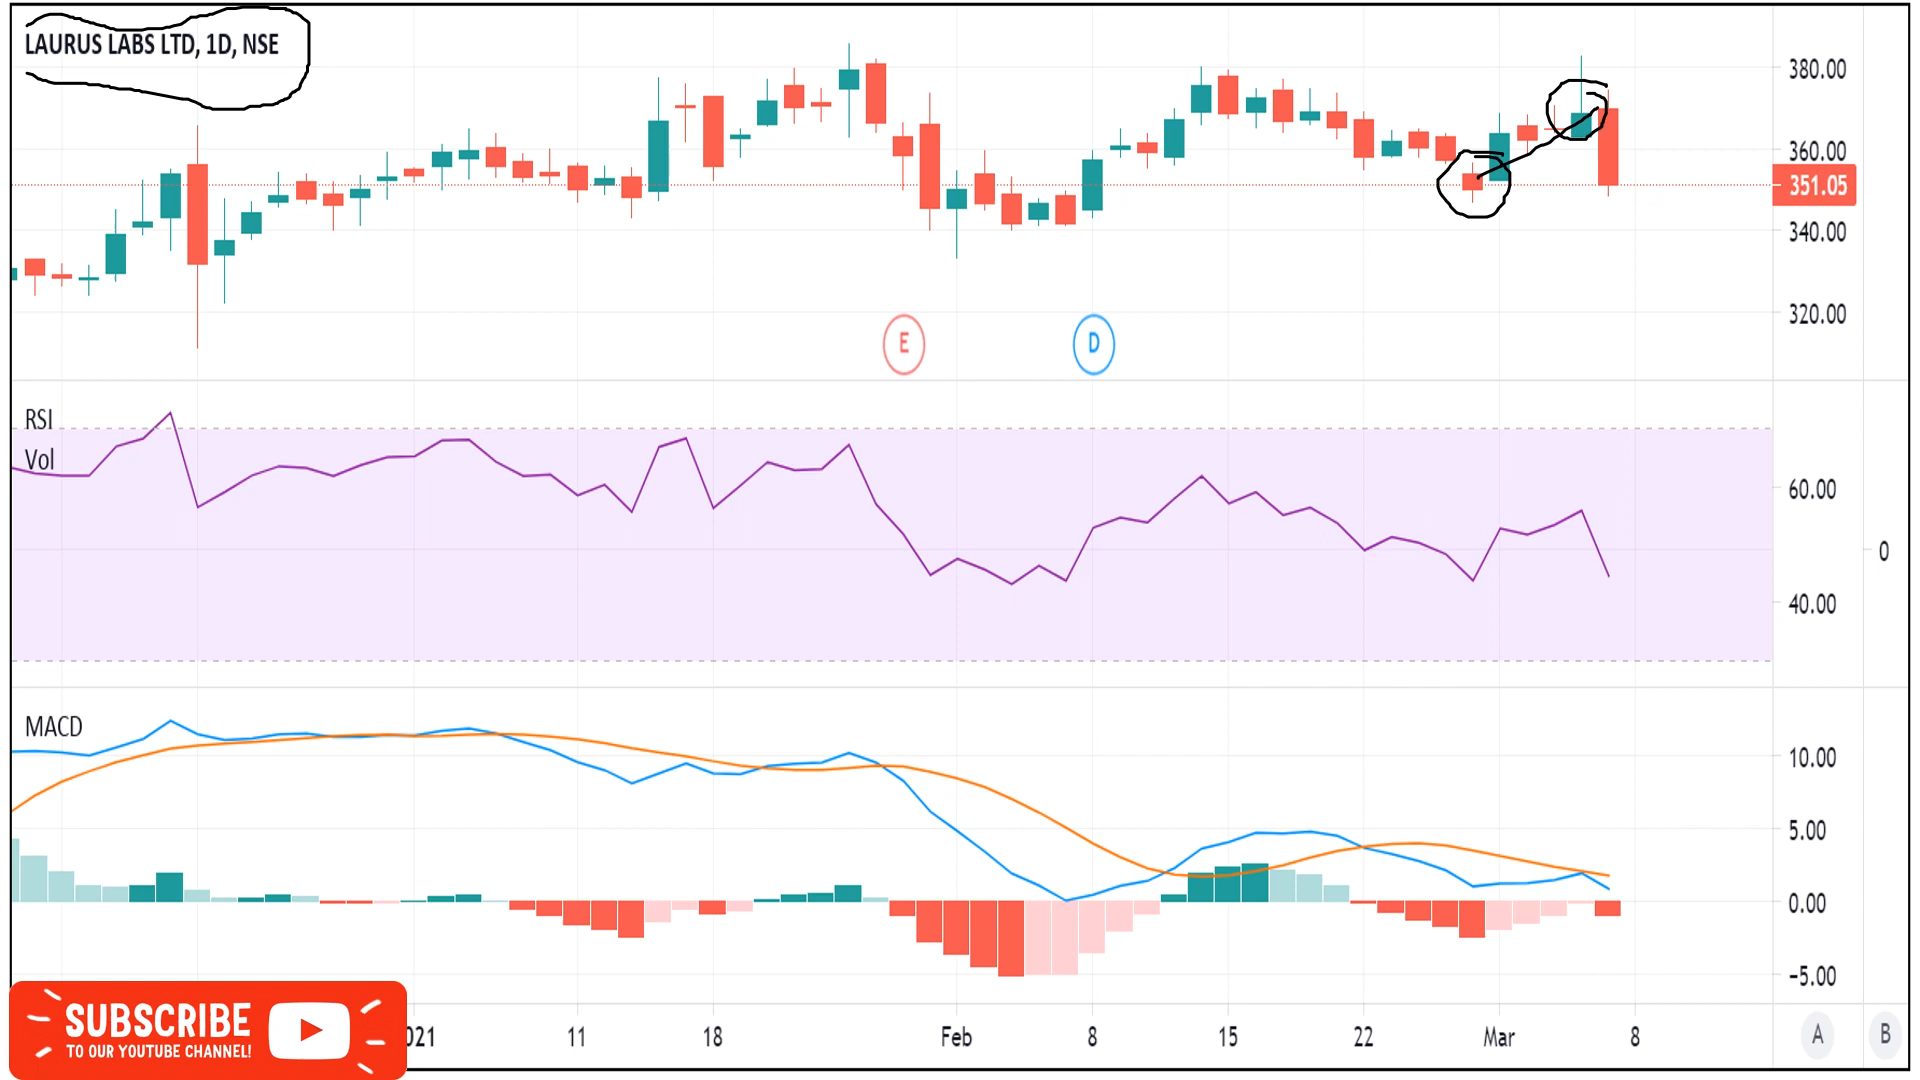 LAURUS LABS LTD, 1D, NSE
380.00
360.00
351.05
340.00
320.00
E
D
RSI
Vol
60.00
0
40.00
MACD
10.00
5.00
0.00
−5.00
SUBSCRIBE
TO OUR YOUTUBE CHANNEL!
021 11 18 Feb 8 15 22 Mar 8 A B